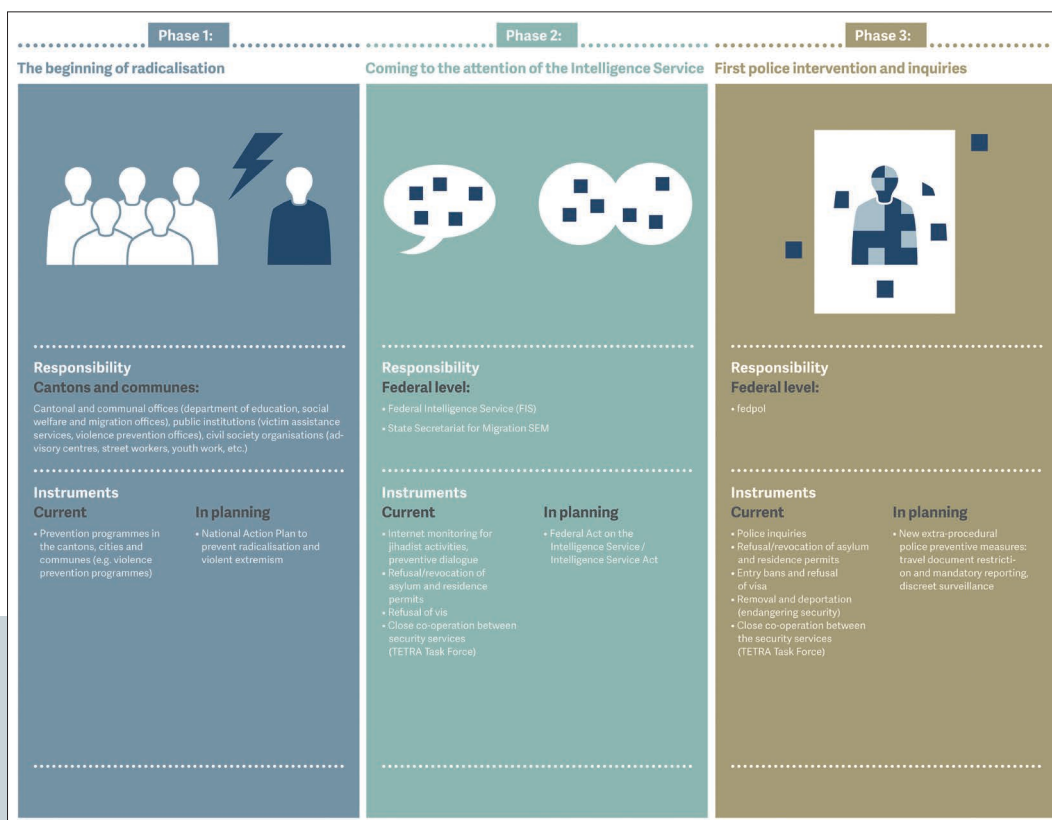 Phase 1:
The beginning of radicalisation
Responsibility
Cantons and communes:
Cantonal and communal offices (department of education, social
welfare and migration offices), public institutions (victim assistance
services, violence prevention offices), civil society organisations (ad-
visory centres, street workers, youth work, etc.)
Instruments
Current
• Prevention programmes in
the cantons, cities and
communes (e.g. violence
prevention programmes)
In planning
• National Action Plan to
prevent radicalisation and
violent extremism
Phase 2:
Coming to the attention of the Intelligence Service
Responsibility
Federal level:
• Federal Intelligence Service (FIS)
• State Secretariat for Migration SEM
Instruments
Current
• Internet monitoring for
jihadist activities,
preventive dialogue
• Refusal/revocation of
asylum and residence
permits
• Refusal of vis
• Close co-operation between
security services
(TETRA Task Force)
In planning
• Federal Act on the
Intelligence Service /
Intelligence Service Act
Phase 3:
First police intervention and inquiries
Responsibility
Federal level:
• fedpol
Instruments
Current
• Police inquiries
• Refusal/revocation of asylum
and residence permits
• Entry bans and refusal
of visa
• Removal and deportation
(endangering security)
• Close co-operation between
the security services
(TETRA Task Force)
In planning
• New extra-procedural
police preventive measures:
travel document restricti-
on and mandatory reporting,
discreet surveillance